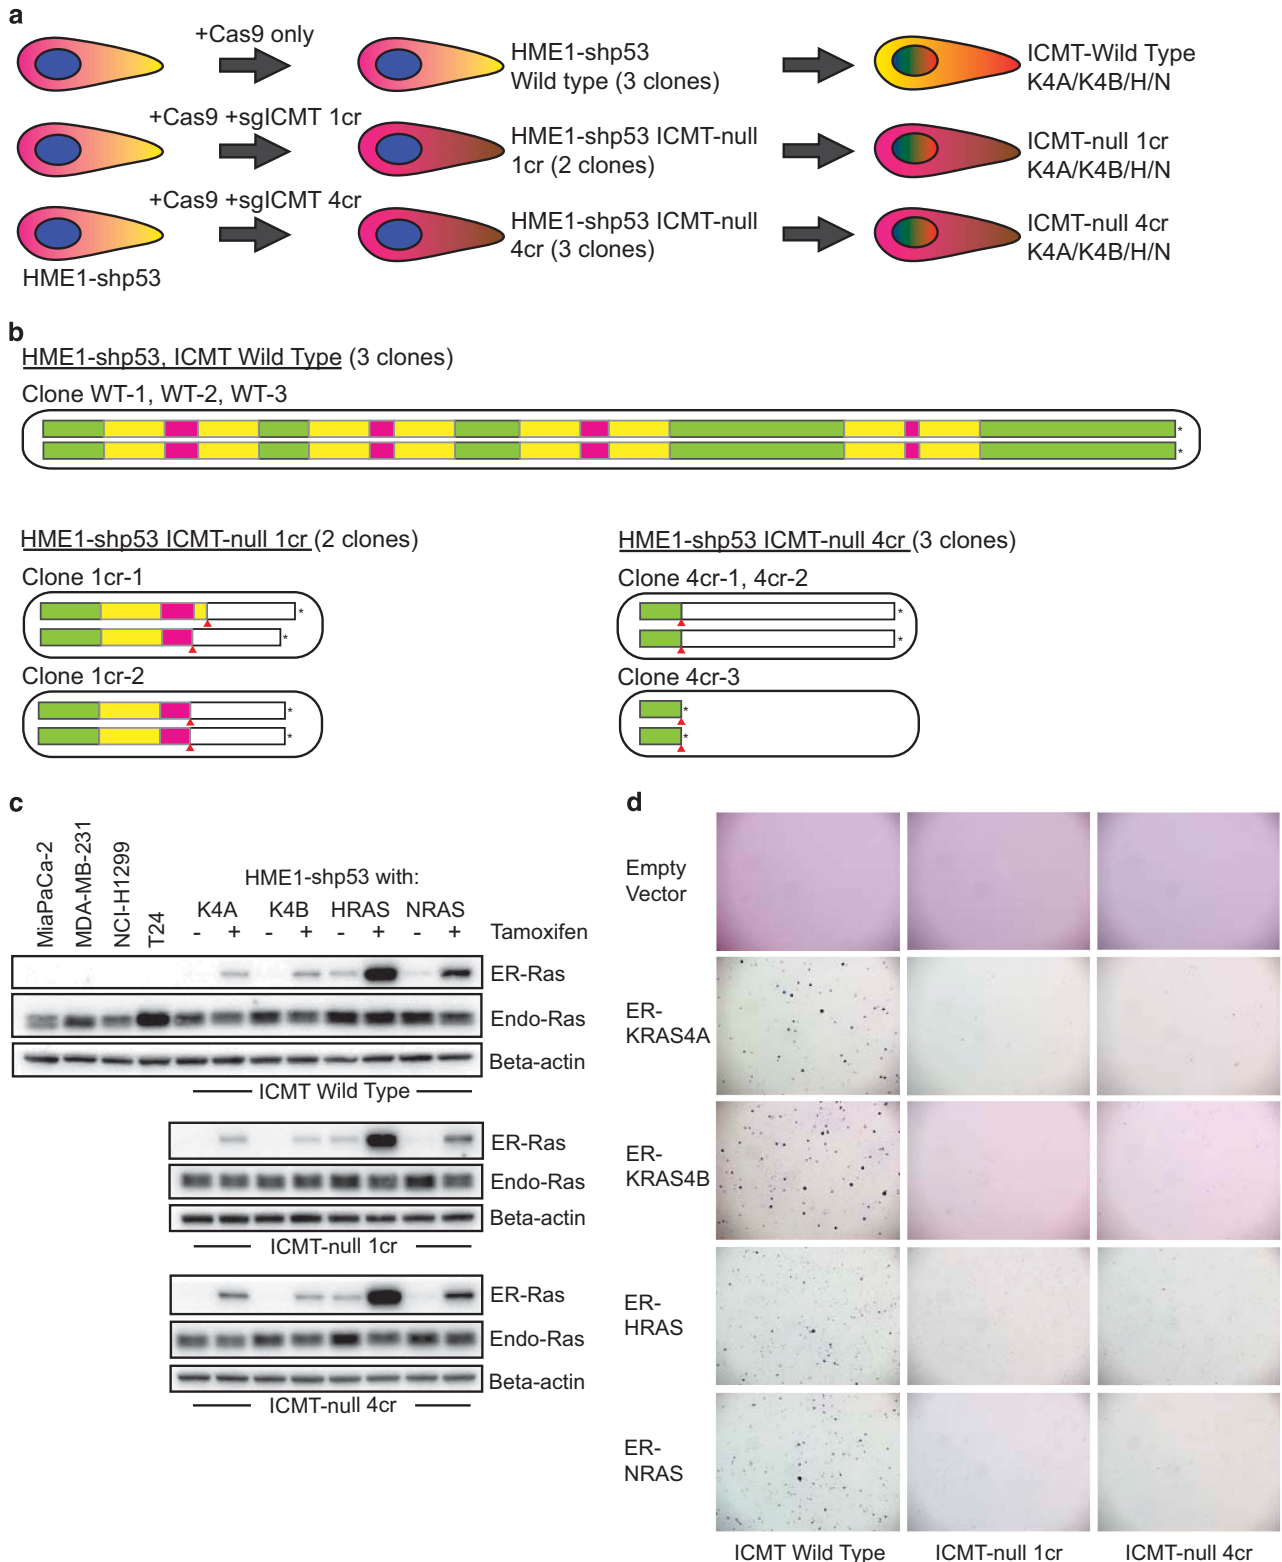 a
+Cas9 only
HME1-shp53
Wild type (3 clones)
ICMT-Wild Type
K4A/K4B/H/N
+Cas9 +sgICMT 1cr
HME1-shp53 ICMT-null
1cr (2 clones)
ICMT-null 1cr
K4A/K4B/H/N
+Cas9 +sgICMT 4cr
HME1-shp53 ICMT-null
4cr (3 clones)
ICMT-null 4cr
K4A/K4B/H/N
HME1-shp53
b
HME1-shp53, ICMT Wild Type (3 clones)
Clone WT-1, WT-2, WT-3
*
*
HME1-shp53 ICMT-null 1cr (2 clones)
Clone 1cr-1
*
*
Clone 1cr-2
*
*
HME1-shp53 ICMT-null 4cr (3 clones)
Clone 4cr-1, 4cr-2
*
*
Clone 4cr-3
*
*
c
MiaPaCa-2
MDA-MB-231
NCI-H1299
T24
HME1-shp53 with:
K4A K4B HRAS NRAS
- + - + - + - + Tamoxifen
ER-Ras
Endo-Ras
Beta-actin
ICMT Wild Type
ER-Ras
Endo-Ras
Beta-actin
ICMT-null 1cr
ER-Ras
Endo-Ras
Beta-actin
ICMT-null 4cr
d
Empty
Vector
ER-
KRAS4A
ER-
KRAS4B
ER-
HRAS
ER-
NRAS
ICMT Wild Type ICMT-null 1cr ICMT-null 4cr